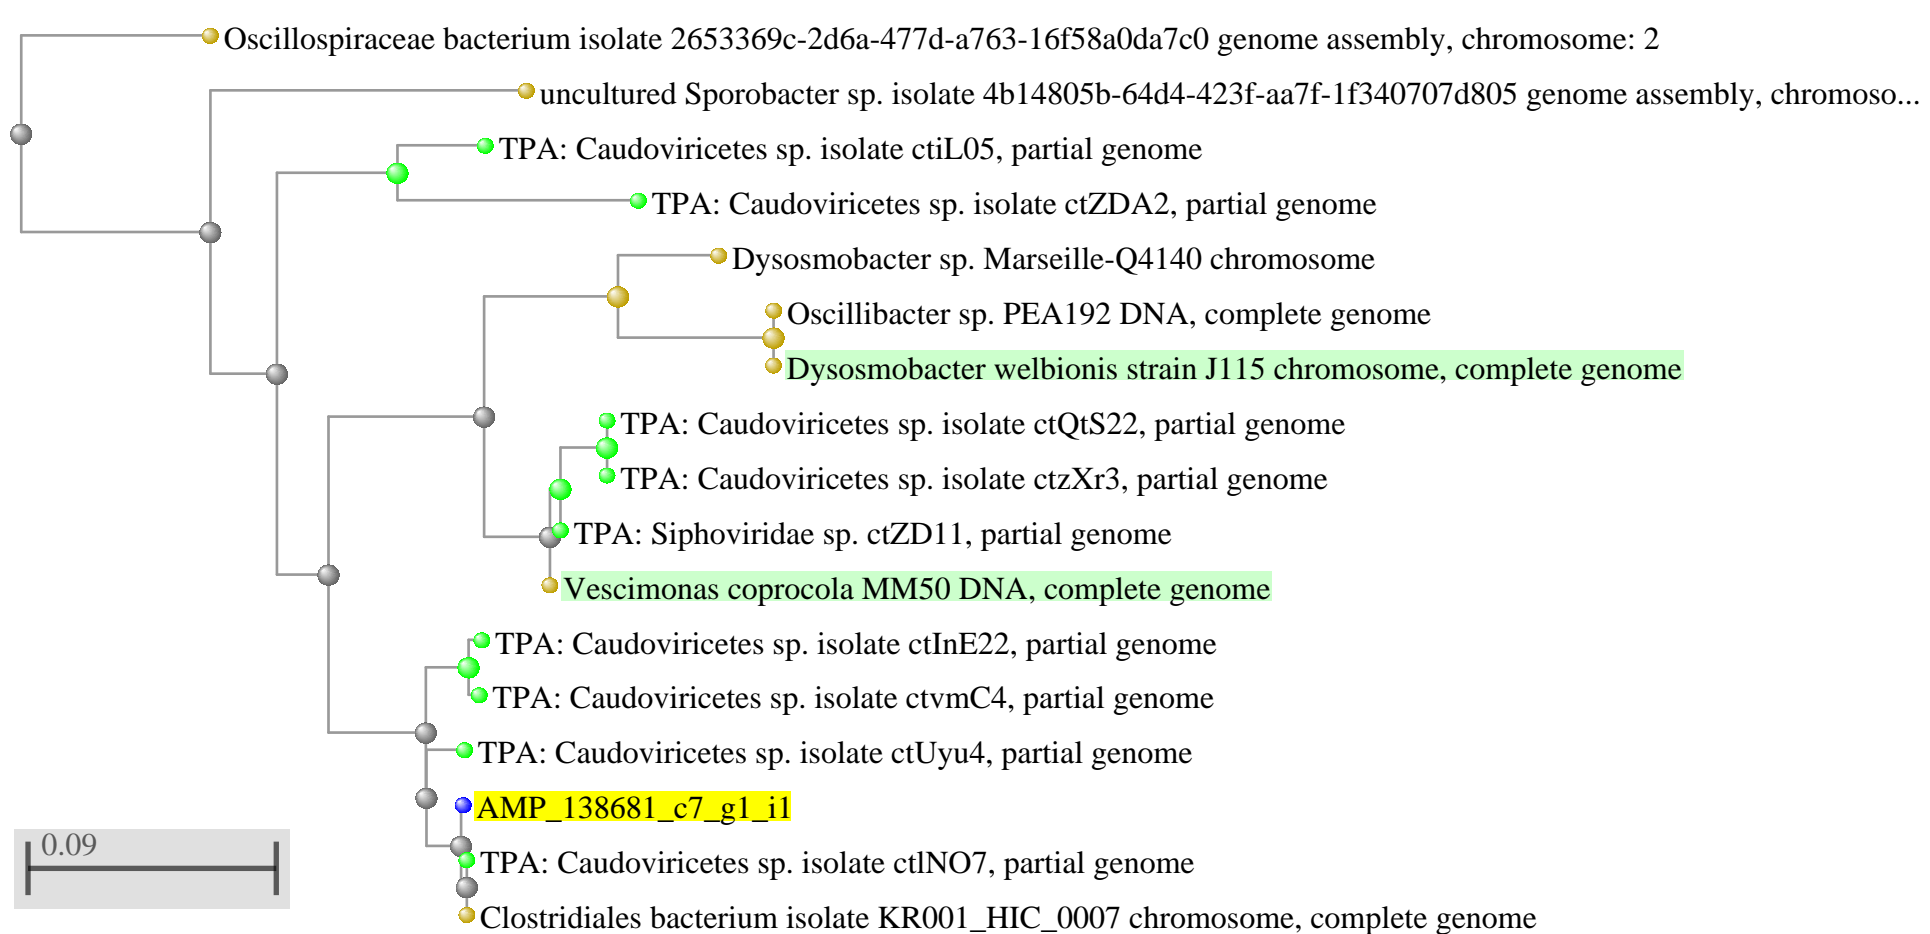 Oscillospiraceae bacterium isolate 2653369c-2d6a-477d-a763-16f58a0da7c0 genome assembly, chromosome: 2
uncultured Sporobacter sp. isolate 4b14805b-64d4-423f-aa7f-1f340707d805 genome assembly, chromoso...
TPA: Caudoviricetes sp. isolate ctiL05, partial genome
TPA: Caudoviricetes sp. isolate ctZDA2, partial genome
Dysosmobacter sp. Marseille-Q4140 chromosome
Oscillibacter sp. PEA192 DNA, complete genome
Dysosmobacter welbionis strain J115 chromosome, complete genome
TPA: Caudoviricetes sp. isolate ctQtS22, partial genome
TPA: Caudoviricetes sp. isolate ctzXr3, partial genome
TPA: Siphoviridae sp. ctZD11, partial genome
Vescimonas coprocola MM50 DNA, complete genome
TPA: Caudoviricetes sp. isolate ctInE22, partial genome
TPA: Caudoviricetes sp. isolate ctvmC4, partial genome
TPA: Caudoviricetes sp. isolate ctUyu4, partial genome
AMP_138681_c7_g1_i1
0.09
TPA: Caudoviricetes sp. isolate ctlNO7, partial genome
Clostridiales bacterium isolate KR001_HIC_0007 chromosome, complete genome